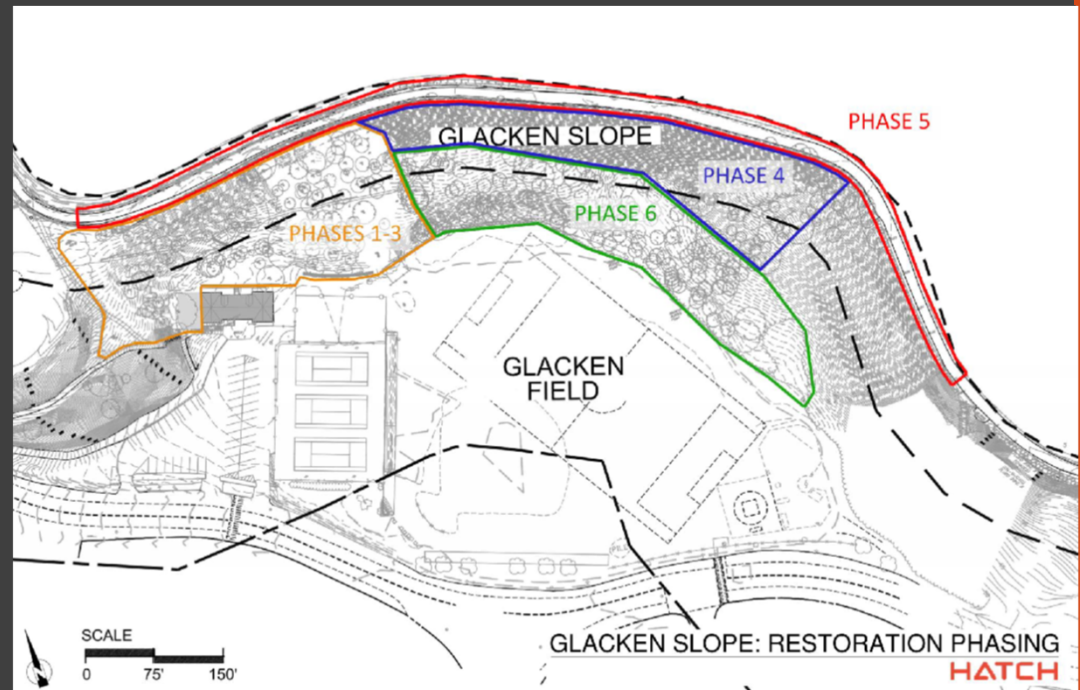 PHASE 5
GLACKEN SLOPE
PHASE 4
PHASE 6
PHASES 1-3
GLACKEN
FIELD
SCALE
0 75' 150'
GLACKEN SLOPE: RESTORATION PHASING
HATCH